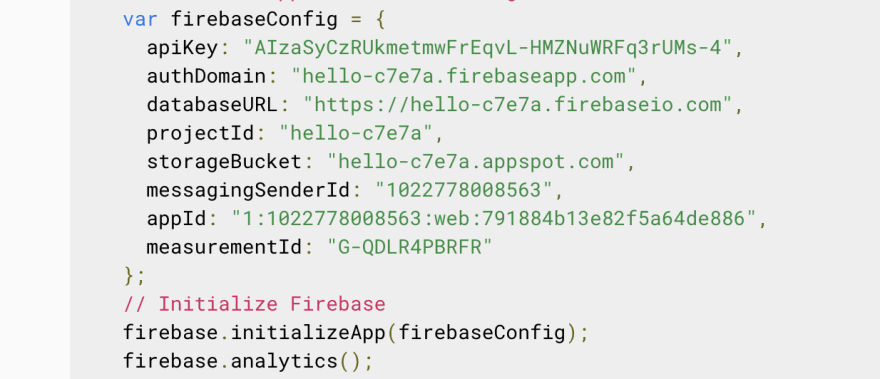 var firebaseConfig = {
apiKey: "AIzaSyCzRUkmetmwFrEqvL-HMZNuWRFq3rUMs-4",
authDomain: "hello-c7e7a.firebaseapp.com",
databaseURL: "https://hello-c7e7a.firebaseio.com",
projectId: "hello-c7e7a",
storageBucket: "hello-c7e7a.appspot.com",
messagingSenderId: "1022778008563",
appId: "1:1022778008563:web:791884b13e82f5a64de886",
measurementId: "G-QDLR4PBRFR"
};
// Initialize Firebase
firebase.initializeApp(firebaseConfig);
firebase.analytics();